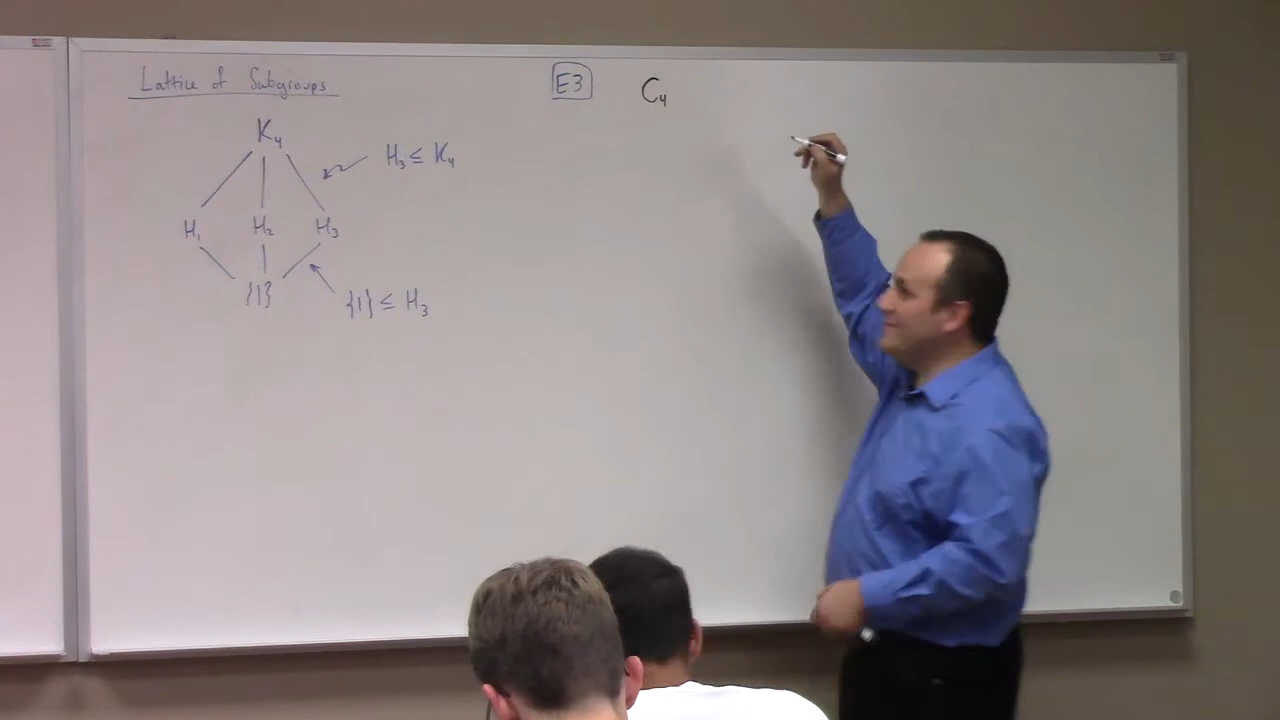 Lattice of Subgroups
K₄
H₃ ≤ K₄
H₁ H₂ H₃
{1}
{1} ≤ H₃
E3 C₄